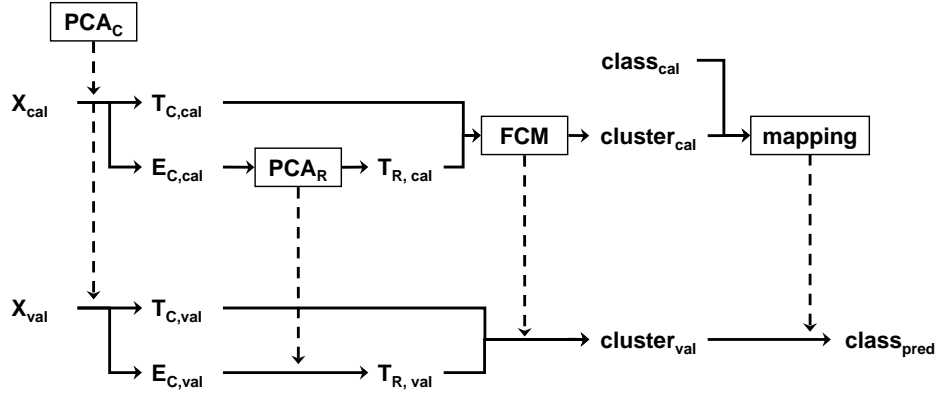 PCA_C
class_cal
X_cal T_C,cal FCM cluster_cal mapping
E_C,cal PCA_R T_R, cal
X_val T_C,val
cluster_val class_pred
E_C,val T_R, val